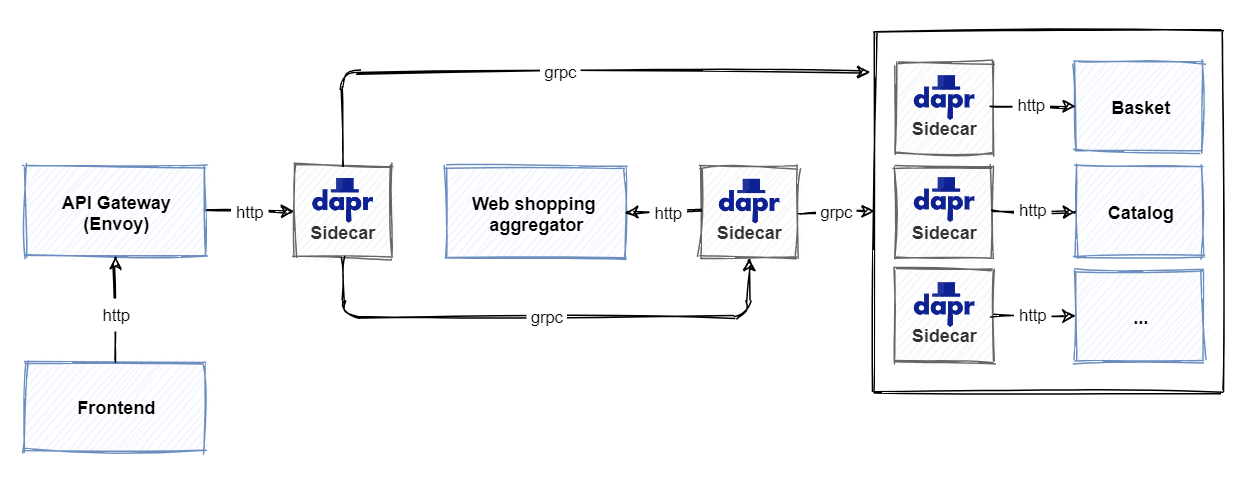 grpc
API Gateway
(Envoy)
http
dapr
Sidecar
Web shopping
aggregator
http
dapr
Sidecar
grpc
dapr
Sidecar
http
Basket
dapr
Sidecar
http
Catalog
dapr
Sidecar
http
...
http
grpc
Frontend